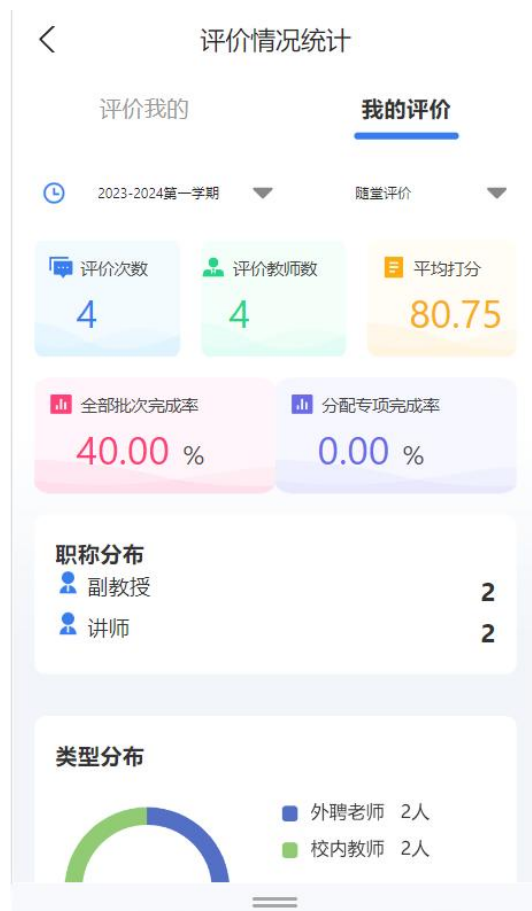 评价情况统计
评价我的 我的评价
2023-2024第一学期 随堂评价
评价次数 评价教师数 平均打分
4 4 80.75
全部批次完成率 分配专项完成率
40.00 % 0.00 %
职称分布
副教授 2
讲师 2
类型分布
外聘老师 2人
校内教师 2人